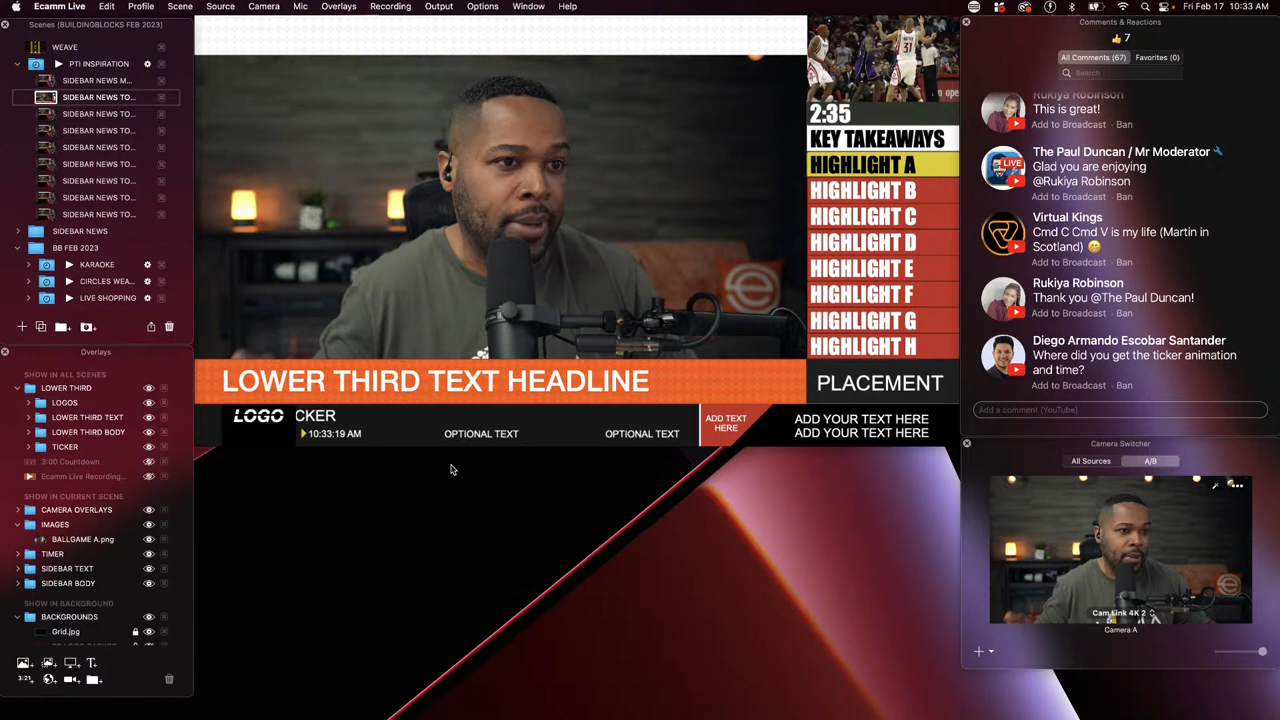 Ecamm Live Edit Profile Scene Source Camera Mic Overlays Recording Output Options Window Help
Fri Feb 17 10:33 AM
Scenes (BUILDINGBLOCKS FEB 2023)
WEAVE
PTI INSPIRATION
SIDEBAR NEWS M...
SIDEBAR NEWS TO...
SIDEBAR NEWS TO...
SIDEBAR NEWS TO...
SIDEBAR NEWS TO...
SIDEBAR NEWS TO...
SIDEBAR NEWS TO...
SIDEBAR NEWS TO...
SIDEBAR NEWS TO...
SIDEBAR NEWS
BB FEB 2023
KARAOKE
CIRCLES WEA...
LIVE SHOPPING
Overlays
SHOW IN ALL SCENES
LOWER THIRD
LOGOS
LOWER THIRD TEXT
LOWER THIRD BODY
TICKER
3:00 Countdown
Ecamm Live Recording...
SHOW IN CURRENT SCENE
CAMERA OVERLAYS
IMAGES
BALLGAME A.png
TIMER
SIDEBAR TEXT
SIDEBAR BODY
SHOW IN BACKGROUND
BACKGROUNDS
Grid.jpg
3:21
31
2:35
KEY TAKEAWAYS
HIGHLIGHT A
HIGHLIGHT B
HIGHLIGHT C
HIGHLIGHT D
HIGHLIGHT E
HIGHLIGHT F
HIGHLIGHT G
HIGHLIGHT H
LOWER THIRD TEXT HEADLINE
PLACEMENT
LOGO
CKER
10:33:19 AM
OPTIONAL TEXT
OPTIONAL TEXT
ADD TEXT
HERE
ADD YOUR TEXT HERE
ADD YOUR TEXT HERE
Comments & Reactions
7
All Comments (67) Favorites (0)
Search
Rukiya Robinson
This is great!
Add to Broadcast · Ban
The Paul Duncan / Mr Moderator
LIVE
Glad you are enjoying
@Rukiya Robinson
Add to Broadcast · Ban
Virtual Kings
Cmd C Cmd V is my life (Martin in
Scotland) 😁
Add to Broadcast · Ban
Rukiya Robinson
Thank you @The Paul Duncan!
Add to Broadcast · Ban
Diego Armando Escobar Santander
Where did you get the ticker animation
and time?
Add to Broadcast · Ban
Add a comment (YouTube)
Camera Switcher
All Sources A/B
Cam Link 4K 2
Camera A